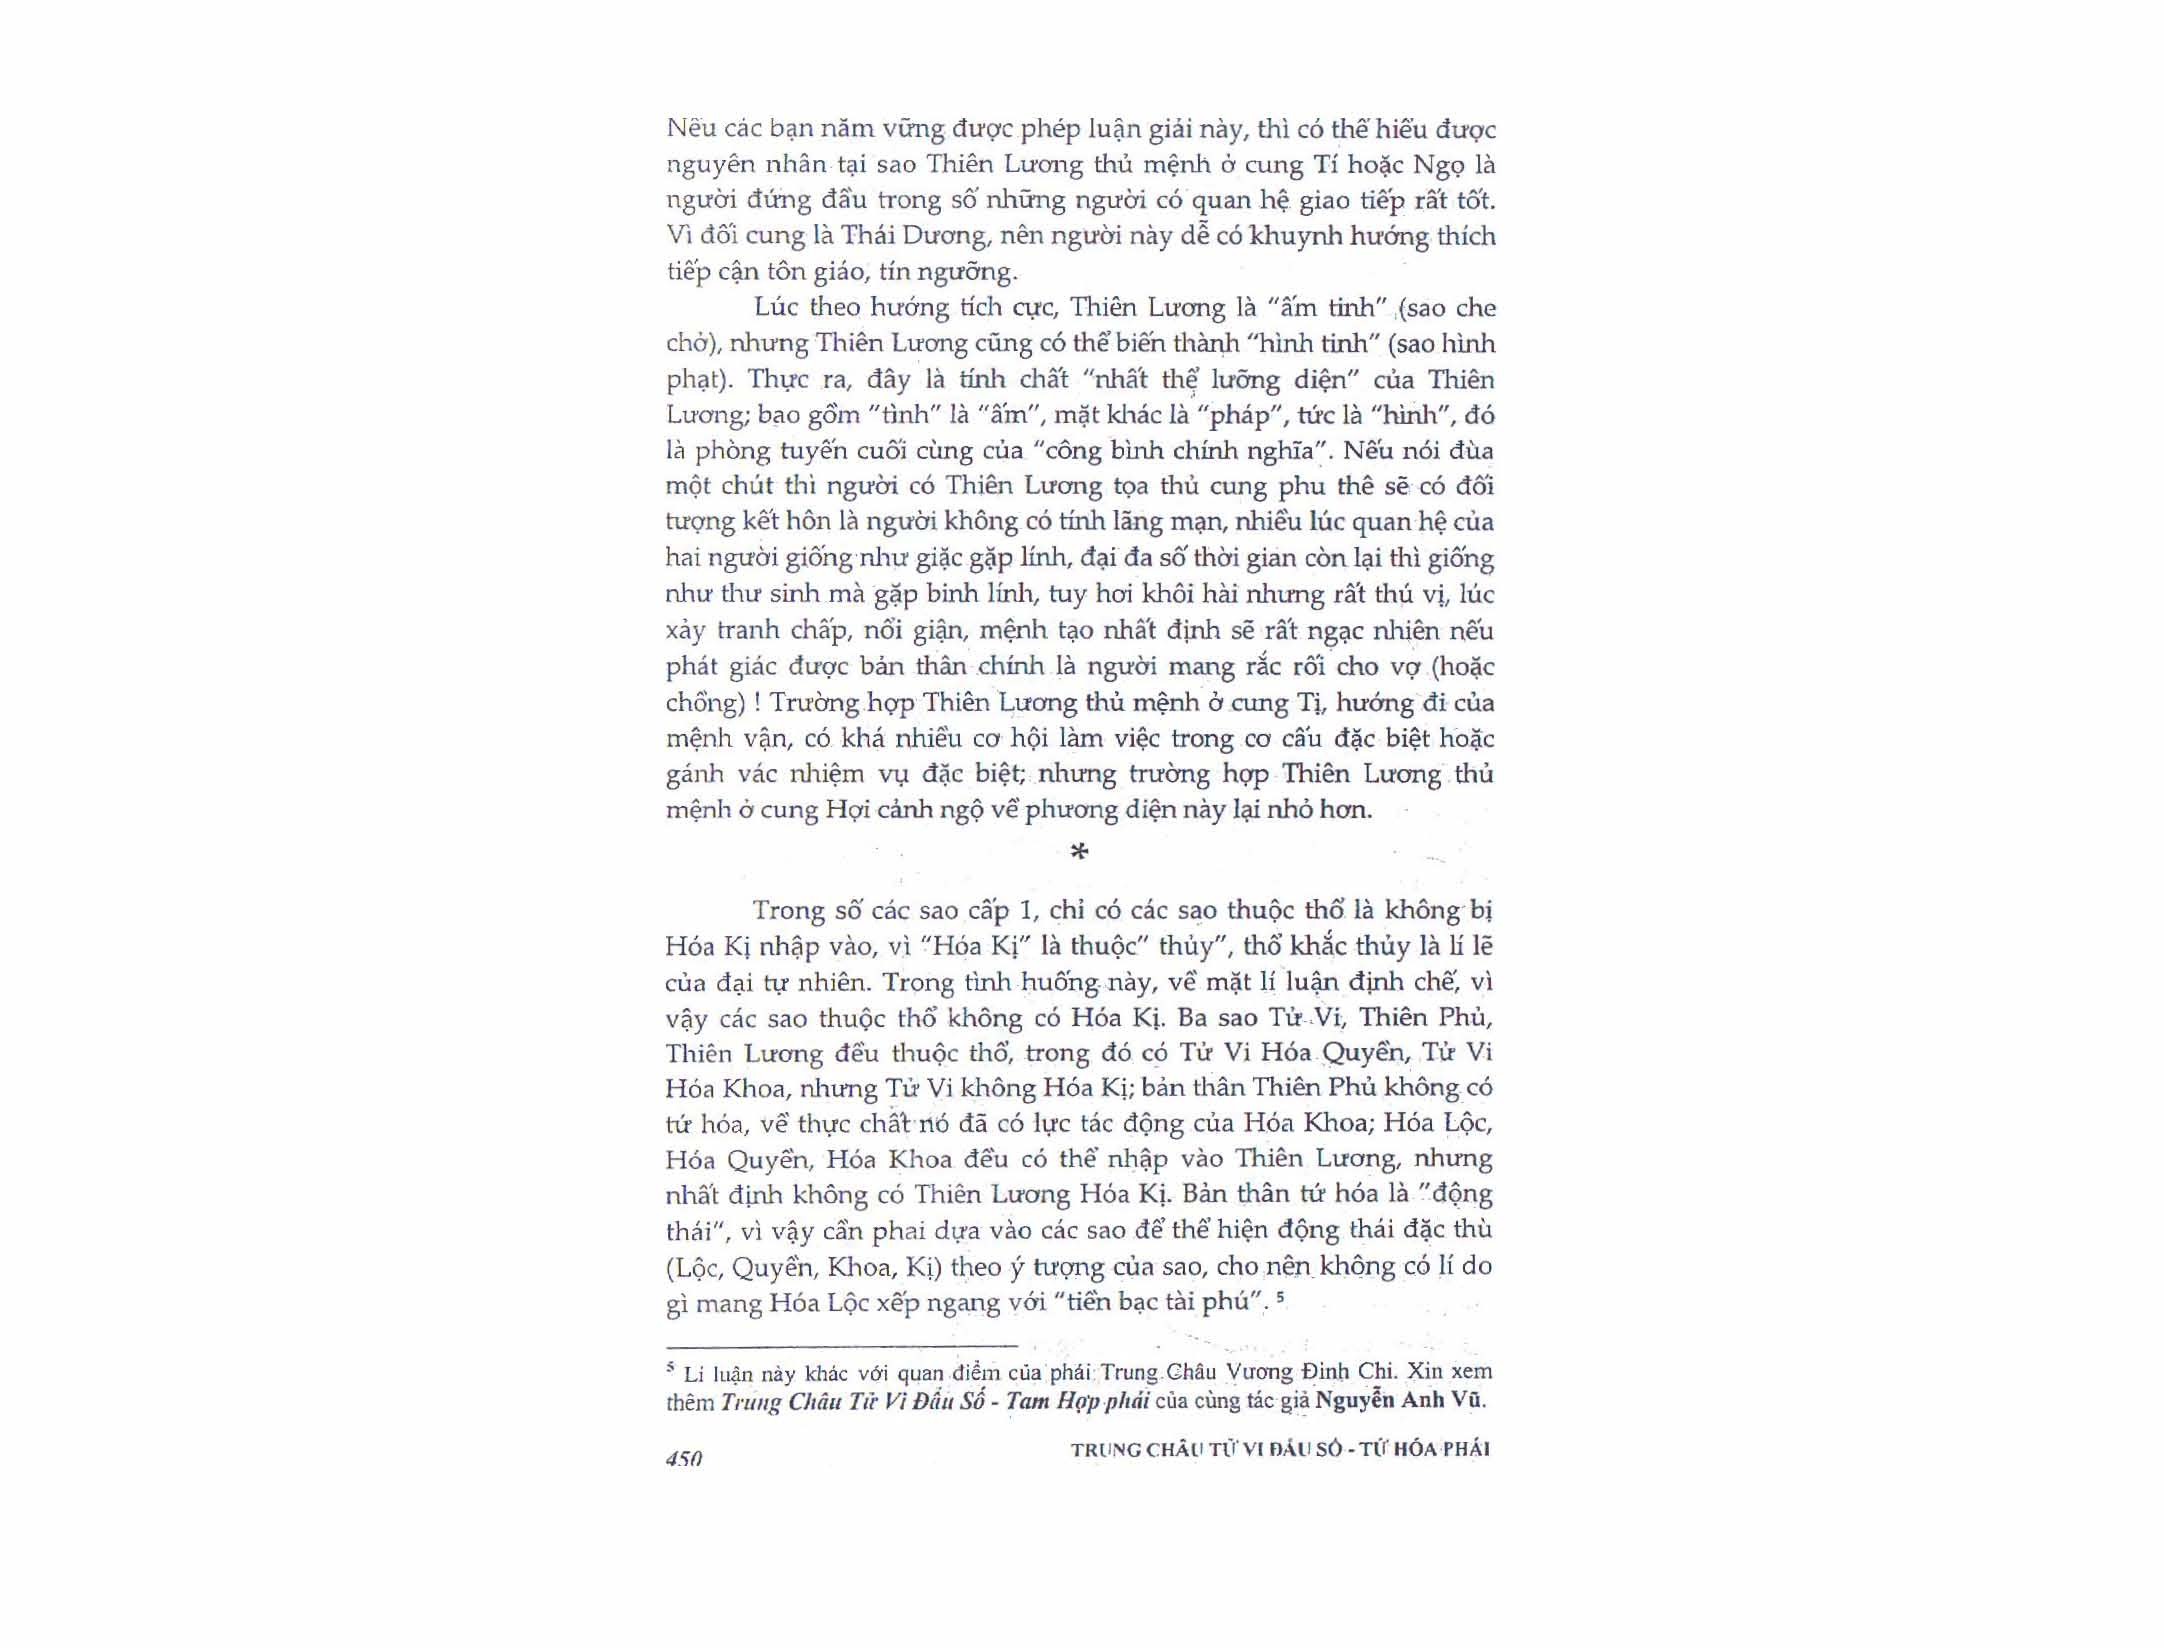 Nếu các bạn nắm vững được phép luận giải này, thì có thể hiểu được
nguyên nhân tại sao Thiên Lương thủ mệnh ở cung Tí hoặc Ngọ là
người đứng đầu trong số những người có quan hệ giao tiếp rất tốt.
Vì đối cung là Thái Dương, nên người này dễ có khuynh hướng thích
tiếp cận tôn giáo, tín ngưỡng.
Lúc theo hướng tích cực, Thiên Lương là "ấm tinh" (sao che
chở), nhưng Thiên Lương cũng có thể biến thành "hình tinh" (sao hình
phạt). Thực ra, đây là tính chất "nhất thể lưỡng diện" của Thiên
Lương; bao gồm "tình" là "ấm", mặt khác là "pháp", tức là "hình", đó
là phòng tuyến cuối cùng của "công bình chính nghĩa". Nếu nói đùa
một chút thì người có Thiên Lương tọa thủ cung phu thê sẽ có đối
tượng kết hôn là người không có tính lãng mạn, nhiều lúc quan hệ của
hai người giống như giặc gặp lính, đại đa số thời gian còn lại thì giống
như thư sinh mà gặp binh lính, tuy hơi khôi hài nhưng rất thú vị, lúc
xảy tranh chấp, nổi giận, mệnh tạo nhất định sẽ rất ngạc nhiên nếu
phát giác được bản thân chính là người mang rắc rối cho vợ (hoặc
chồng) ! Trường hợp Thiên Lương thủ mệnh ở cung Tị, hướng đi của
mệnh vận, có khá nhiều cơ hội làm việc trong cơ cấu đặc biệt hoặc
gánh vác nhiệm vụ đặc biệt; nhưng trường hợp Thiên Lương thủ
mệnh ở cung Hợi cảnh ngộ về phương diện này lại nhỏ hơn.
*
Trong số các sao cấp 1, chỉ có các sao thuộc thổ là không bị
Hóa Kị nhập vào, vì "Hóa Kị" là thuộc" thủy", thổ khắc thủy là lí lẽ
của đại tự nhiên. Trong tình huống này, về mặt lí luận định chế, vì
vậy các sao thuộc thổ không có Hóa Kị. Ba sao Tử Vi, Thiên Phủ,
Thiên Lương đều thuộc thổ, trong đó có Tử Vi Hóa Quyền, Tử Vi
Hóa Khoa, nhưng Tử Vi không Hóa Kị; bản thân Thiên Phủ không có
tứ hóa, về thực chất nó đã có lực tác động của Hóa Khoa; Hóa Lộc,
Hóa Quyền, Hóa Khoa đều có thể nhập vào Thiên Lương, nhưng
nhất định không có Thiên Lương Hóa Kị. Bản thân tứ hóa là "động
thái", vì vậy cần phai dựa vào các sao để thể hiện động thái đặc thù
(Lộc, Quyền, Khoa, Kị) theo ý tượng của sao, cho nên không có lí do
gì mang Hóa Lộc xếp ngang với "tiền bạc tài phú". 5
5 Lí luận này khác với quan điểm của phái Trung Châu Vương Đình Chi. Xin xem
thêm Trung Châu Tử Vi Đẩu Số - Tam Hợp phái của cùng tác giả Nguyễn Anh Vũ.
450
TRUNG CHÂU TỬ VI ĐẨU SỐ - TỨ HÓA PHÁI